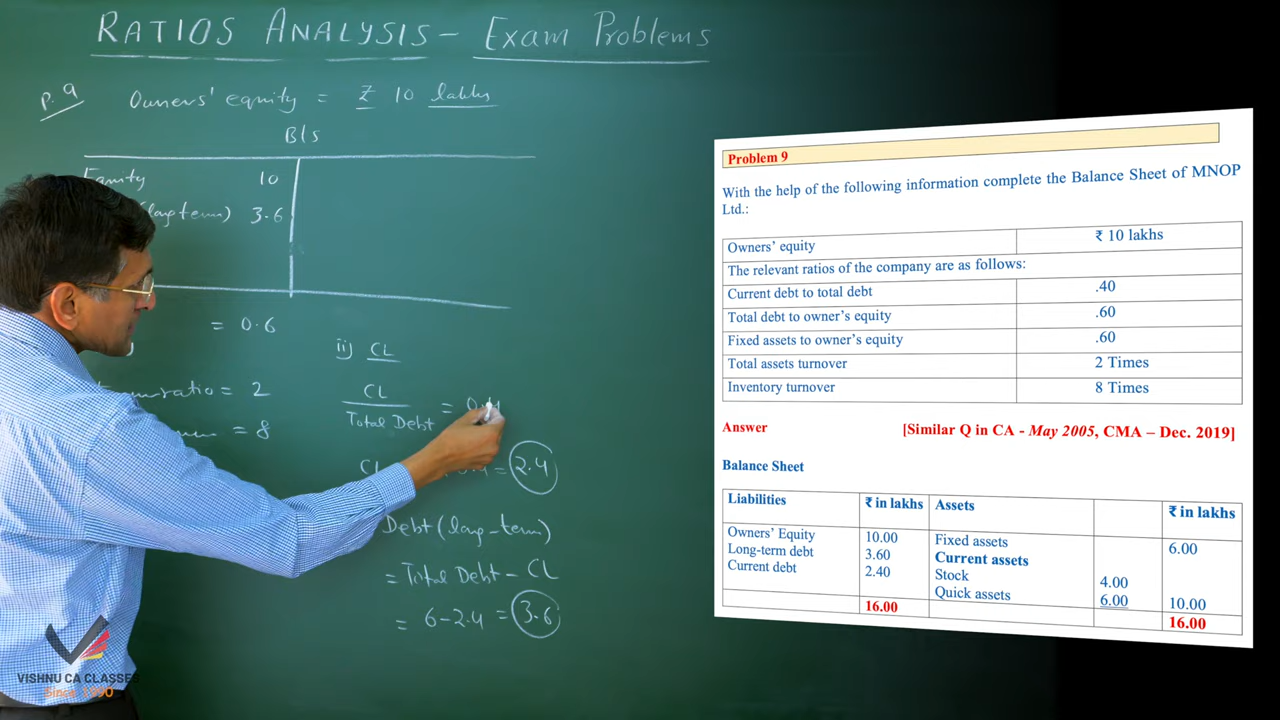 RATIOS ANALYSIS – Exam Problems
P. 9 Owners' equity = ₹ 10 lakhs
B/s
Equity 10
(long term) 3.6
= 0.6
= 2
= 8
ii) CL
CL
Total Debt =
CL = 2.4
Debt (long-term)
= Total Debt – CL
= 6 – 2.4 = 3.6
VISHNU CA CLASSES
Since 1990
Problem 9
With the help of the following information complete the Balance Sheet of MNOP
Ltd.:
Owners' equity ₹ 10 lakhs
The relevant ratios of the company are as follows:
Current debt to total debt .40
Total debt to owner's equity .60
Fixed assets to owner's equity .60
Total assets turnover 2 Times
Inventory turnover 8 Times
Answer [Similar Q in CA - May 2005, CMA – Dec. 2019]
Balance Sheet
Liabilities ₹ in lakhs Assets ₹ in lakhs
Owners' Equity 10.00 Fixed assets 6.00
Long-term debt 3.60 Current assets
Current debt 2.40 Stock 4.00
Quick assets 6.00 10.00
16.00 16.00